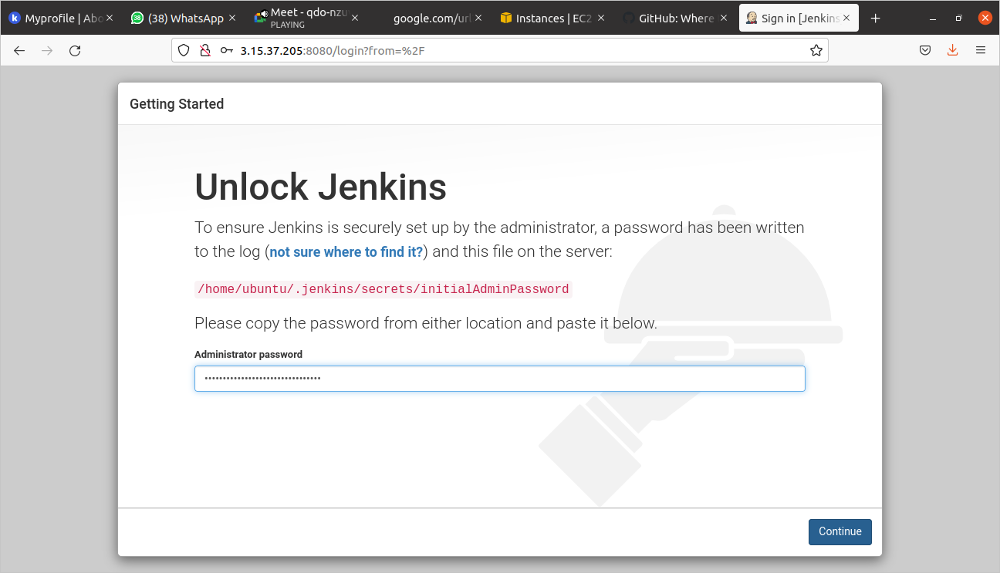 Myprofile | Abo
(38) WhatsApp
Meet - qdo-nzu
PLAYING
google.com/url
Instances | EC2
GitHub: Where
Sign in [Jenkins
3.15.37.205:8080/login?from=%2F
Getting Started
Unlock Jenkins
To ensure Jenkins is securely set up by the administrator, a password has been written
to the log (not sure where to find it?) and this file on the server:
/home/ubuntu/.jenkins/secrets/initialAdminPassword
Please copy the password from either location and paste it below.
Administrator password
Continue